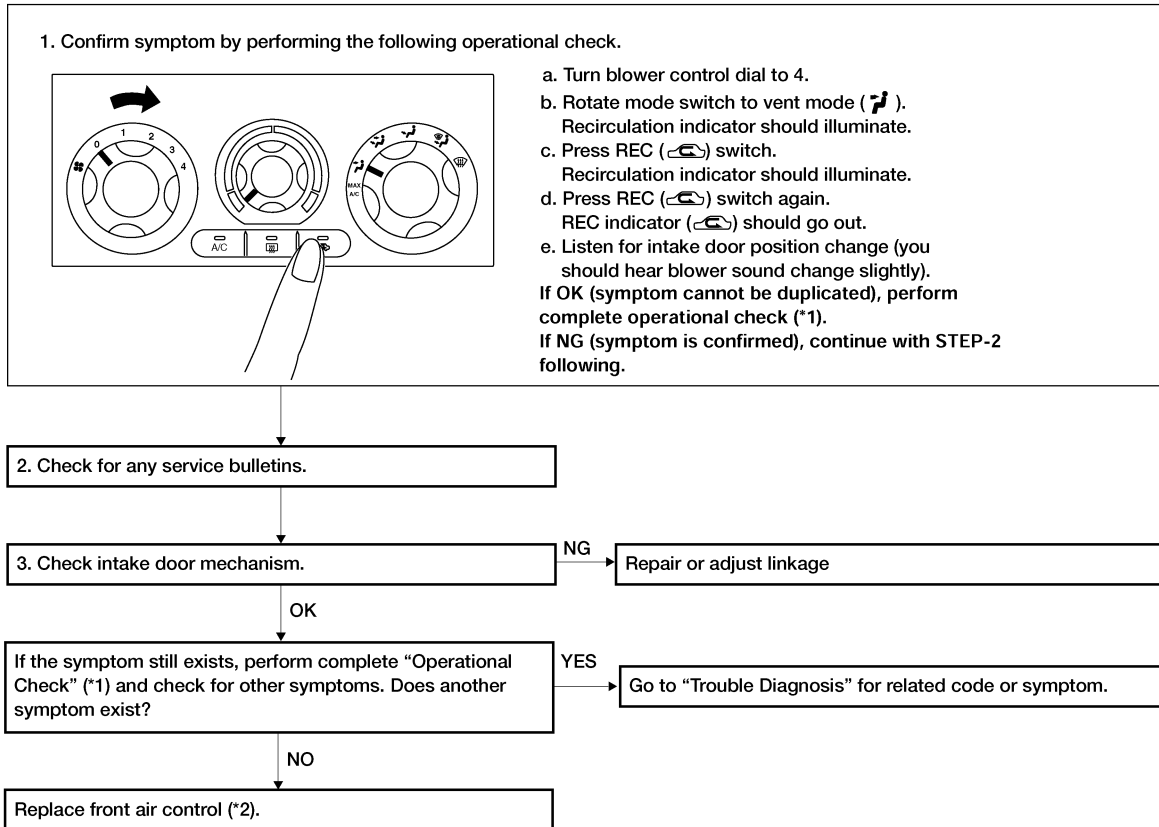 1. Confirm symptom by performing the following operational check.
0
1
2
3
4
MAX
A/C
A/C
a. Turn blower control dial to 4.
b. Rotate mode switch to vent mode ( ).
Recirculation indicator should illuminate.
c. Press REC ( ) switch.
Recirculation indicator should illuminate.
d. Press REC ( ) switch again.
REC indicator ( ) should go out.
e. Listen for intake door position change (you
should hear blower sound change slightly).
If OK (symptom cannot be duplicated), perform
complete operational check (*1).
If NG (symptom is confirmed), continue with STEP-2
following.
2. Check for any service bulletins.
3. Check intake door mechanism.
NG
Repair or adjust linkage
OK
If the symptom still exists, perform complete “Operational
Check” (*1) and check for other symptoms. Does another
symptom exist?
YES
Go to “Trouble Diagnosis” for related code or symptom.
NO
Replace front air control (*2).